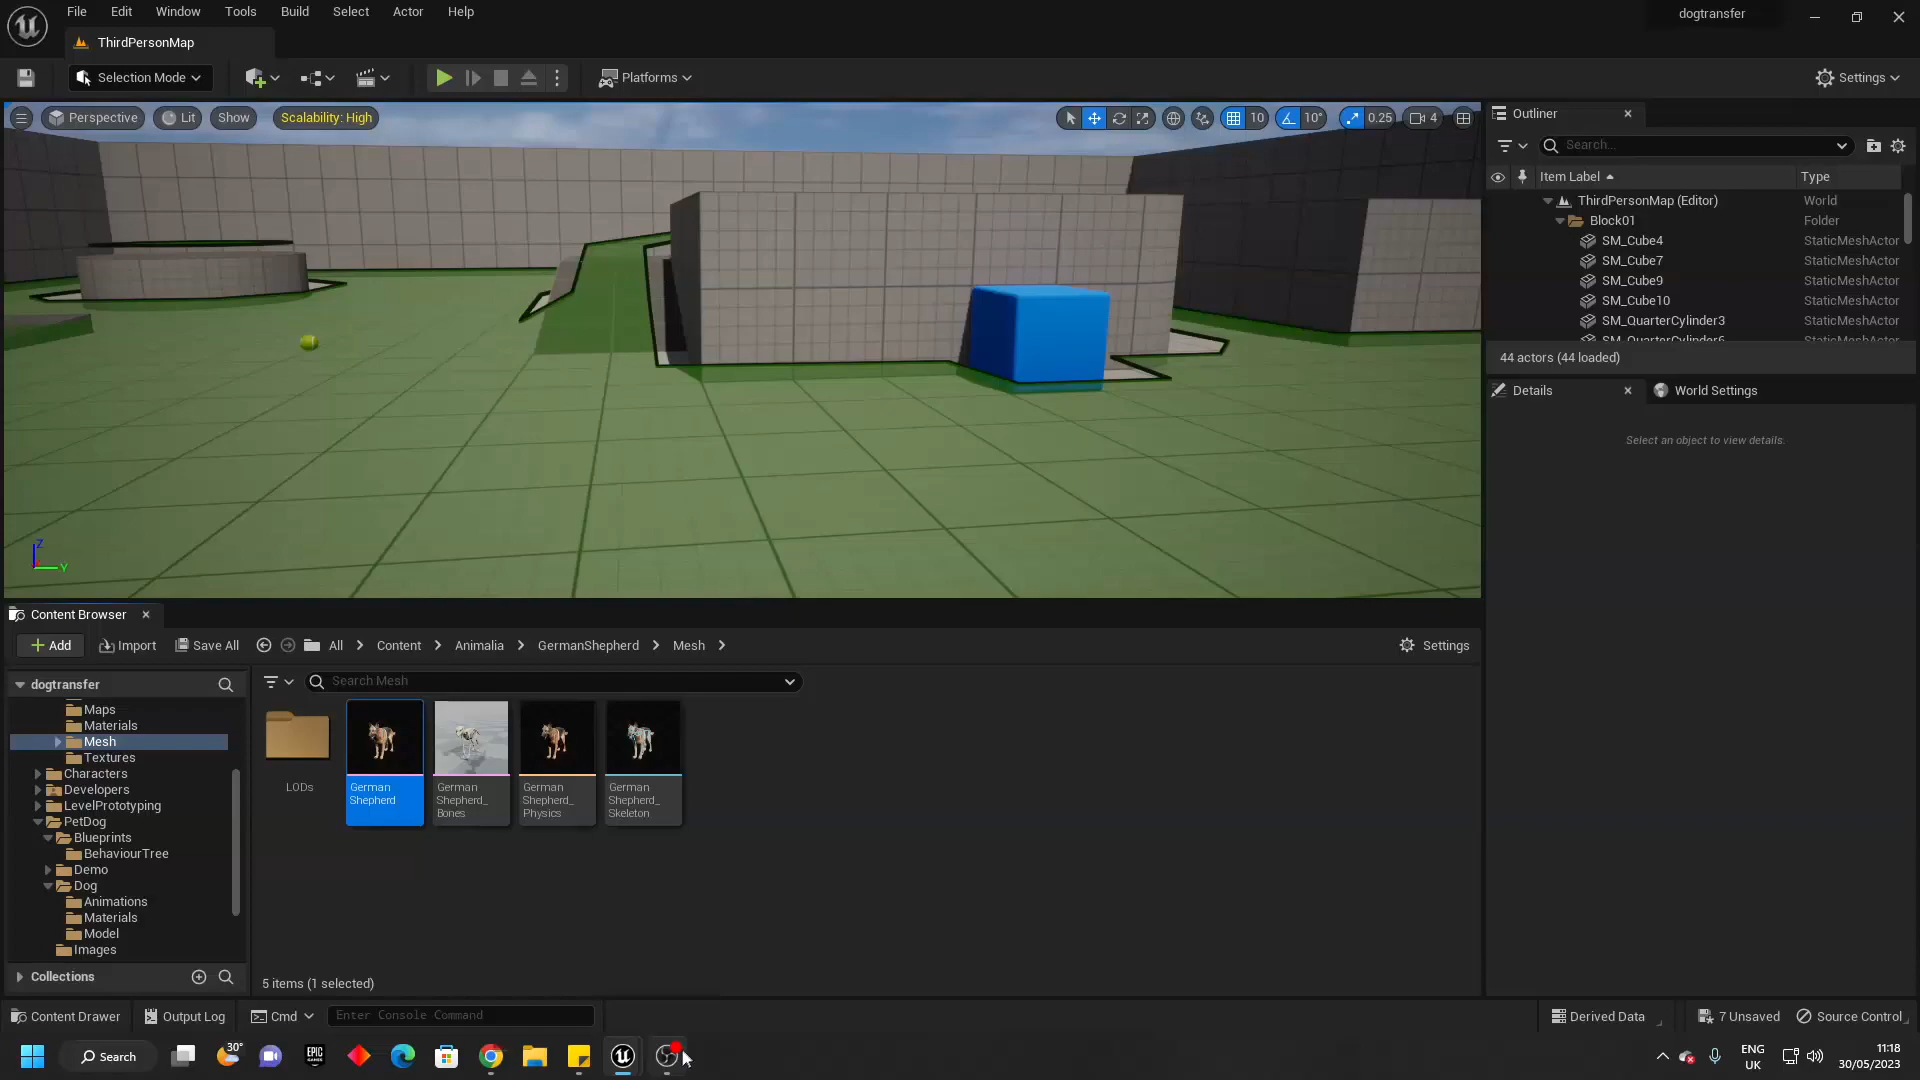 File Edit Window Tools Build Select Actor Help
dogtransfer
ThirdPersonMap
Selection Mode
Platforms
Settings
Perspective Lit Show Scalability: High
10 10° 0.25 4
Outliner
Search...
Item Label Type
ThirdPersonMap (Editor) World
Block01 Folder
SM_Cube4 StaticMeshActor
SM_Cube7 StaticMeshActor
SM_Cube9 StaticMeshActor
SM_Cube10 StaticMeshActor
SM_QuarterCylinder3 StaticMeshActor
SM_QuarterCylinder6 StaticMeshActor
44 actors (44 loaded)
Details World Settings
Select an object to view details.
Z
Y
Content Browser
Add Import Save All All Content Animalia GermanShepherd Mesh Settings
dogtransfer
Search Mesh
Maps
Materials
Mesh
Textures
Characters
Developers
LevelPrototyping
PetDog
Blueprints
BehaviourTree
Demo
Dog
Animations
Materials
Model
Images
Collections
LODs
German
Shepherd
German
Shepherd_
Bones
German
Shepherd_
Physics
German
Shepherd_
Skeleton
5 items (1 selected)
Content Drawer Output Log Cmd Enter Console Command
Derived Data 7 Unsaved Source Control
Search
30°
EPIC
GAMES
ENG
UK
11:18
30/05/2023